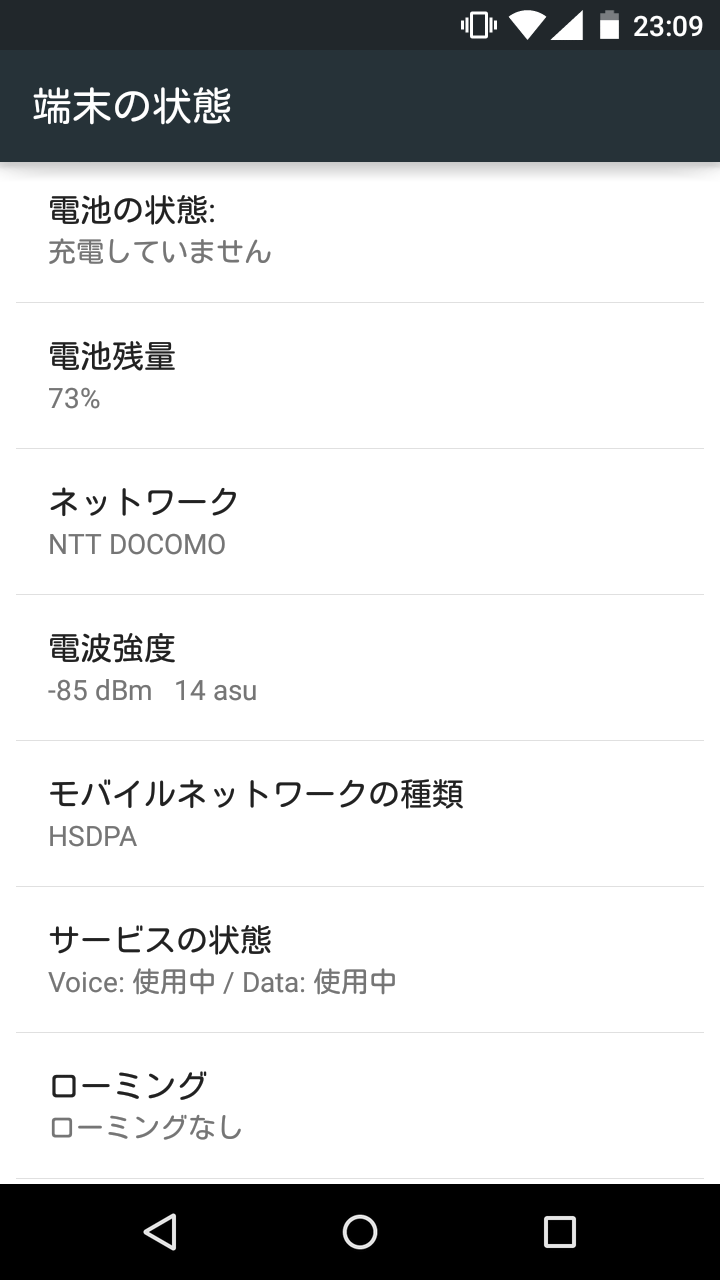 23:09
端末の状態
電池の状態:
充電していません
電池残量
73%
ネットワーク
NTT DOCOMO
電波強度
-85 dBm   14 asu
モバイルネットワークの種類
HSDPA
サービスの状態
Voice: 使用中 / Data: 使用中
ローミング
ローミングなし